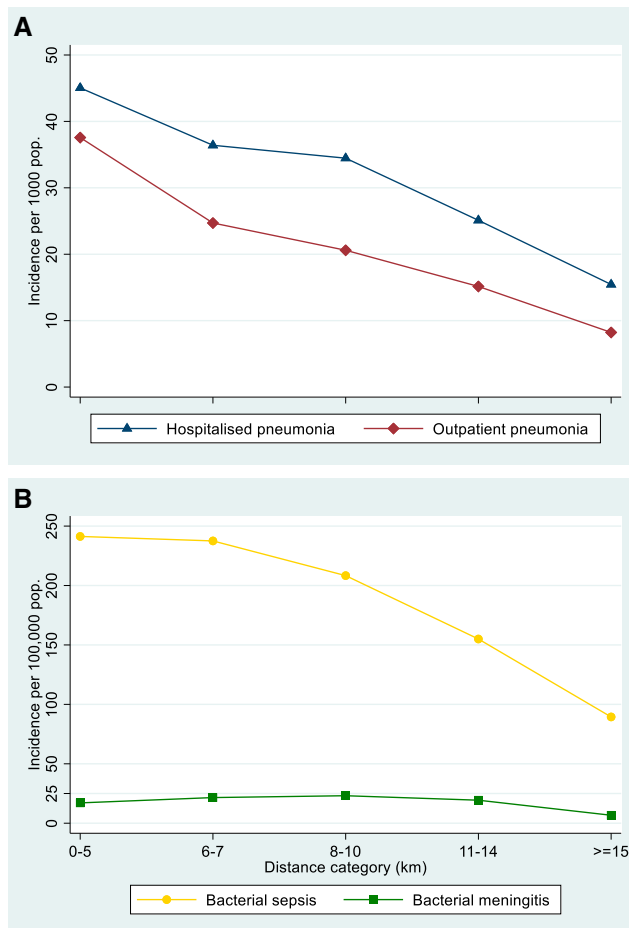 A
Incidence per 1000 pop.
50
40
30
20
10
0
Hospitalised pneumonia
Outpatient pneumonia
B
Incidence per 100,000 pop.
250
200
150
100
50
25
0
0-5 6-7 8-10 11-14 >=15
Distance category (km)
Bacterial sepsis
Bacterial meningitis